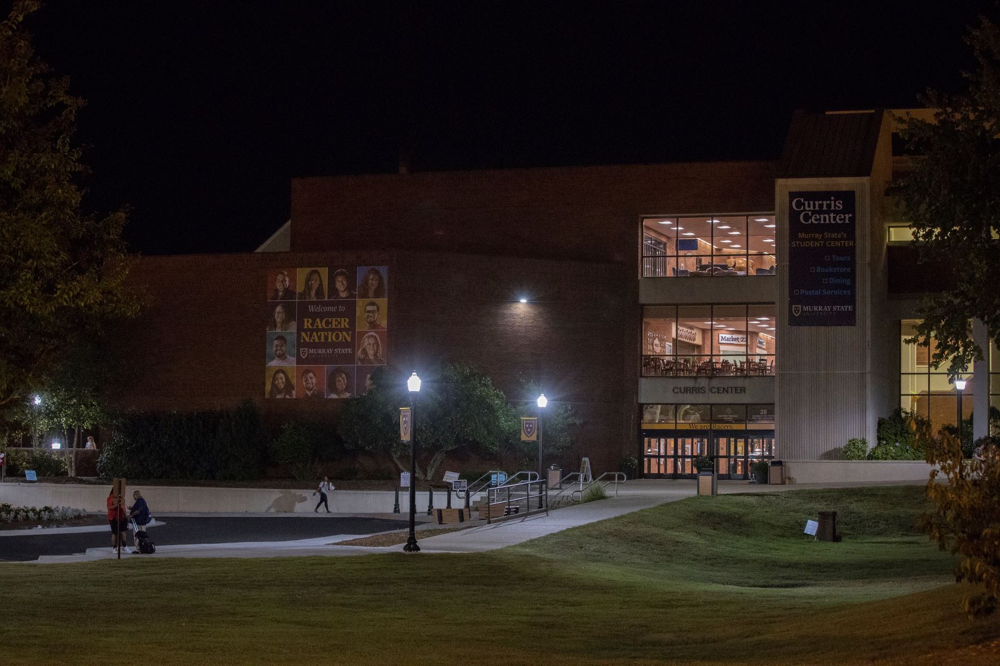 Welcome to
RACER
NATION
MURRAY STATE
UNIVERSITY
Curris
Center
Murray State's
STUDENT CENTER
Tours
Bookstore
Dining
Postal Services
MURRAY STATE
UNIVERSITY
Market 22
CURRIS CENTER
28
We are Racers.